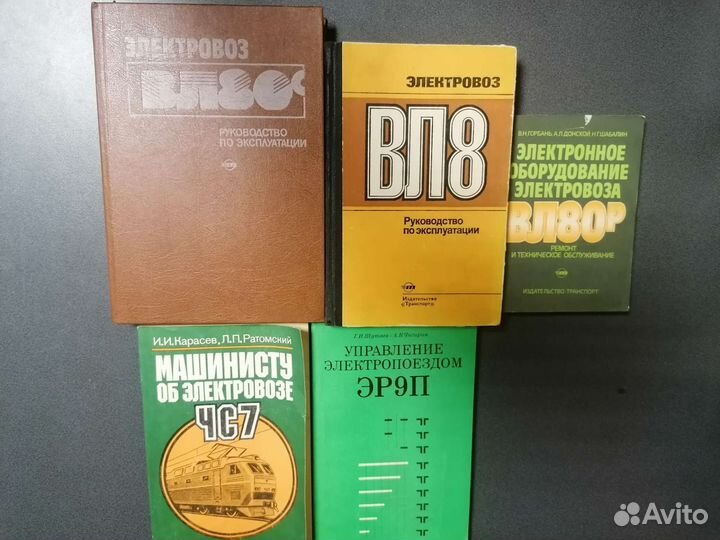 ЭЛЕКТРОВОЗ
ВЛ80с
РУКОВОДСТВО
ПО ЭКСПЛУАТАЦИИ
ЭЛЕКТРОВОЗ
ВЛ8
Руководство
по эксплуатации
Издательство
«Транспорт»
В.Н.ГОРБАНЬ А.Л.ДОНСКОЙ Н.Г.ШАБАЛИН
ЭЛЕКТРОННОЕ
ОБОРУДОВАНИЕ
ЭЛЕКТРОВОЗА
ВЛ80р
РЕМОНТ
И ТЕХНИЧЕСКОЕ ОБСЛУЖИВАНИЕ
ИЗДАТЕЛЬСТВО ТРАНСПОРТ
И.И.Карасев, Л.П.Ратомский
МАШИНИСТУ
ОБ ЭЛЕКТРОВОЗЕ
ЧС7
УПРАВЛЕНИЕ
ЭЛЕКТРОПОЕЗДОМ
ЭР9П
Avito